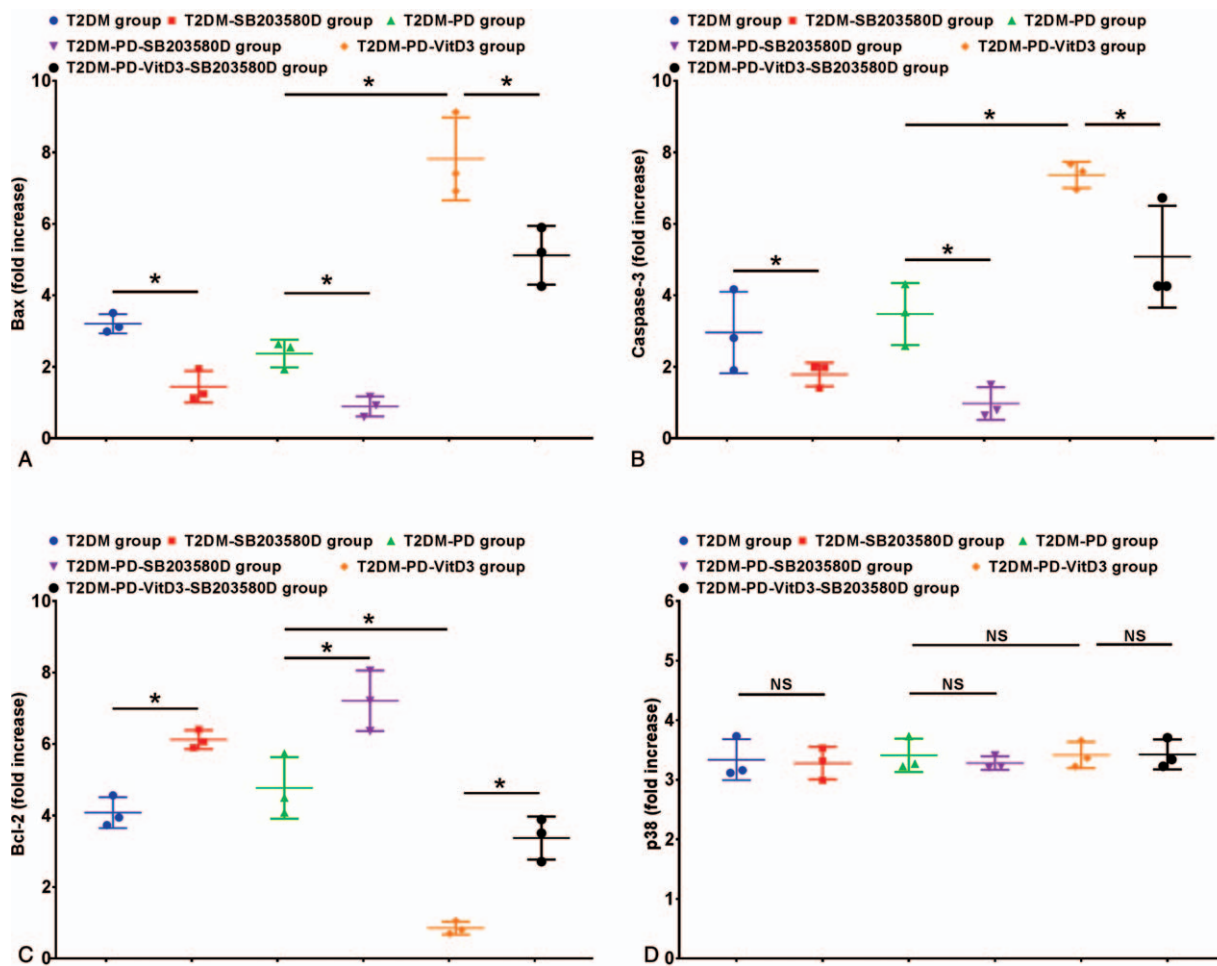 T2DM group T2DM-SB203580D group T2DM-PD group
T2DM-PD-SB203580D group T2DM-PD-VitD3 group
T2DM-PD-VitD3-SB203580D group
10
8
6
4
2
0
Bax (fold increase)
* * * *
A
T2DM group T2DM-SB203580D group T2DM-PD group
T2DM-PD-SB203580D group T2DM-PD-VitD3 group
T2DM-PD-VitD3-SB203580D group
10
8
6
4
2
0
Caspase-3 (fold increase)
* * * *
B
T2DM group T2DM-SB203580D group T2DM-PD group
T2DM-PD-SB203580D group T2DM-PD-VitD3 group
T2DM-PD-VitD3-SB203580D group
10
8
6
4
2
0
Bcl-2 (fold increase)
* * * *
C
T2DM group T2DM-SB203580D group T2DM-PD group
T2DM-PD-SB203580D group T2DM-PD-VitD3 group
T2DM-PD-VitD3-SB203580D group
6
5
4
3
2
1
0
p38 (fold increase)
NS NS NS NS
D